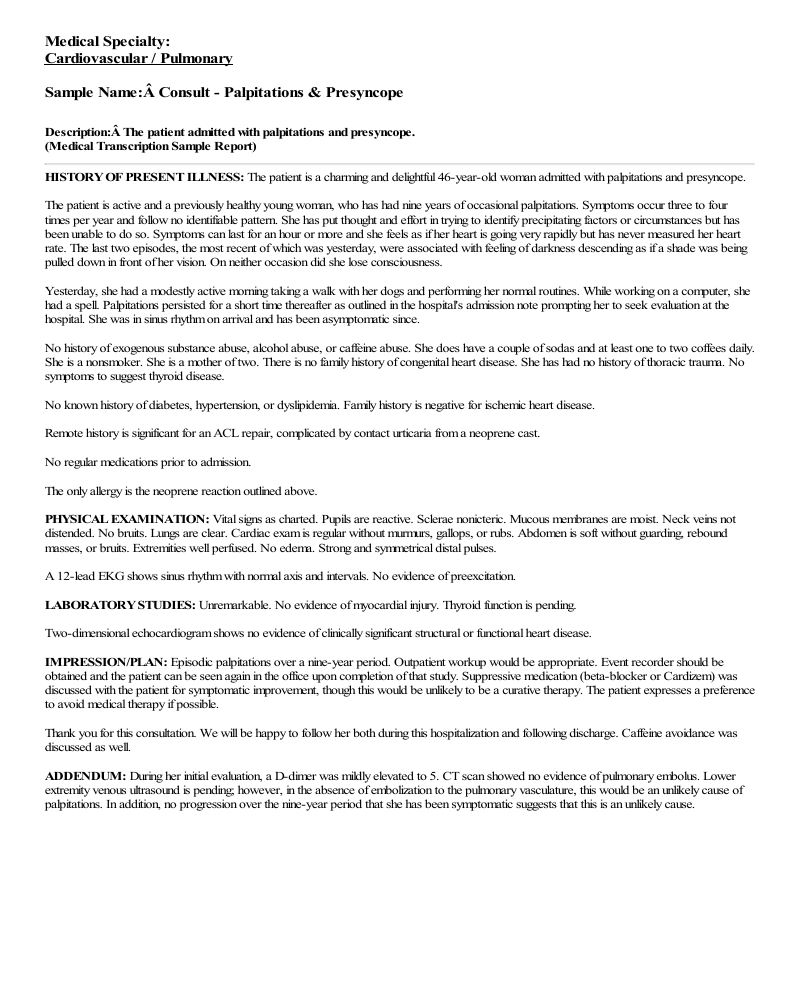 Medical Specialty:
Cardiovascular / Pulmonary
Sample Name:Â Consult - Palpitations & Presyncope
Description:Â The patient admitted with palpitations and presyncope.
(Medical Transcription Sample Report)
HISTORY OF PRESENT ILLNESS: The patient is a charming and delightful 46-year-old woman admitted with palpitations and presyncope.
The patient is active and a previously healthy young woman, who has had nine years of occasional palpitations. Symptoms occur three to four
times per year and follow no identifiable pattern. She has put thought and effort in trying to identify precipitating factors or circumstances but has
been unable to do so. Symptoms can last for an hour or more and she feels as if her heart is going very rapidly but has never measured her heart
rate. The last two episodes, the most recent of which was yesterday, were associated with feeling of darkness descending as if a shade was being
pulled down in front of her vision. On neither occasion did she lose consciousness.
Yesterday, she had a modestly active morning taking a walk with her dogs and performing her normal routines. While working on a computer, she
had a spell. Palpitations persisted for a short time thereafter as outlined in the hospital's admission note prompting her to seek evaluation at the
hospital. She was in sinus rhythm on arrival and has been asymptomatic since.
No history of exogenous substance abuse, alcohol abuse, or caffeine abuse. She does have a couple of sodas and at least one to two coffees daily.
She is a nonsmoker. She is a mother of two. There is no family history of congenital heart disease. She has had no history of thoracic trauma. No
symptoms to suggest thyroid disease.
No known history of diabetes, hypertension, or dyslipidemia. Family history is negative for ischemic heart disease.
Remote history is significant for an ACL repair, complicated by contact urticaria from a neoprene cast.
No regular medications prior to admission.
The only allergy is the neoprene reaction outlined above.
PHYSICAL EXAMINATION: Vital signs as charted. Pupils are reactive. Sclerae nonicteric. Mucous membranes are moist. Neck veins not
distended. No bruits. Lungs are clear. Cardiac exam is regular without murmurs, gallops, or rubs. Abdomen is soft without guarding, rebound
masses, or bruits. Extremities well perfused. No edema. Strong and symmetrical distal pulses.
A 12-lead EKG shows sinus rhythm with normal axis and intervals. No evidence of preexcitation.
LABORATORY STUDIES: Unremarkable. No evidence of myocardial injury. Thyroid function is pending.
Two-dimensional echocardiogram shows no evidence of clinically significant structural or functional heart disease.
IMPRESSION/PLAN: Episodic palpitations over a nine-year period. Outpatient workup would be appropriate. Event recorder should be
obtained and the patient can be seen again in the office upon completion of that study. Suppressive medication (beta-blocker or Cardizem) was
discussed with the patient for symptomatic improvement, though this would be unlikely to be a curative therapy. The patient expresses a preference
to avoid medical therapy if possible.
Thank you for this consultation. We will be happy to follow her both during this hospitalization and following discharge. Caffeine avoidance was
discussed as well.
ADDENDUM: During her initial evaluation, a D-dimer was mildly elevated to 5. CT scan showed no evidence of pulmonary embolus. Lower
extremity venous ultrasound is pending; however, in the absence of embolization to the pulmonary vasculature, this would be an unlikely cause of
palpitations. In addition, no progression over the nine-year period that she has been symptomatic suggests that this is an unlikely cause.